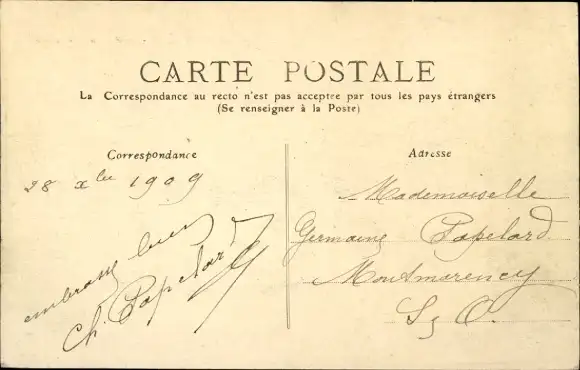 CARTE POSTALE
La Correspondance au recto n'est pas acceptée par tous les pays étrangers
(Se renseigner à la Poste)
Correspondance
28 Xbre 1909
embrasse
Ch. Papelard
Adresse
Mademoiselle
Germaine Papelard
Montmorency
S & O.